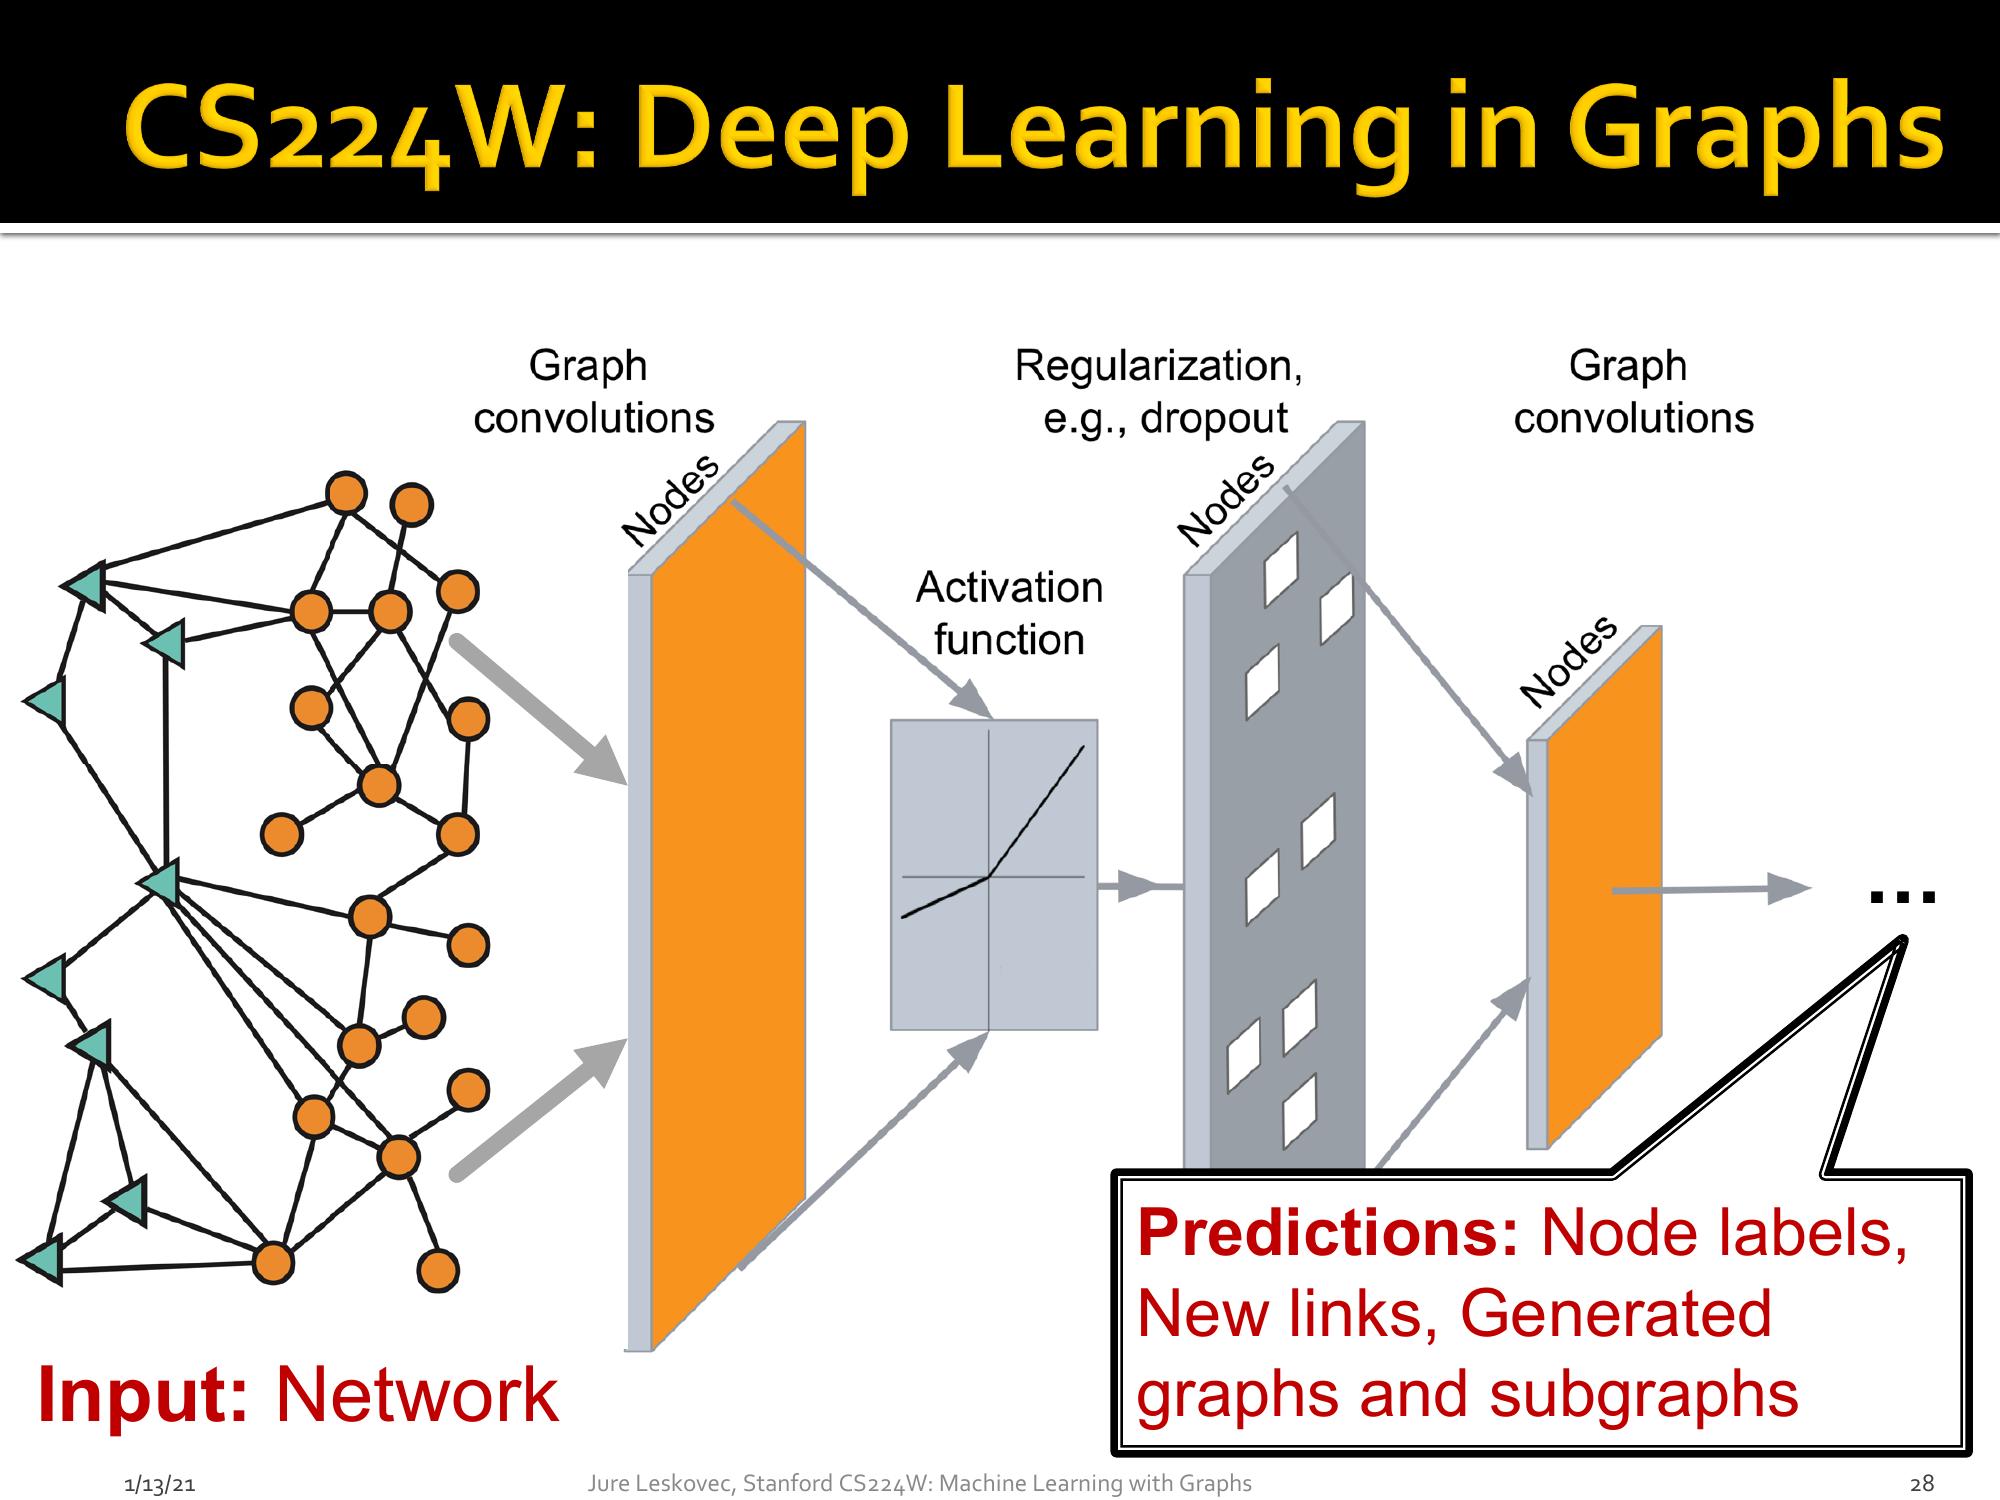 CS224W: Deep Learning in Graphs
Graph
convolutions
Regularization,
e.g., dropout
Graph
convolutions
Nodes
Nodes
Activation
function
Nodes
...
Predictions: Node labels,
New links, Generated
graphs and subgraphs
Input: Network
1/13/21
Jure Leskovec, Stanford CS224W: Machine Learning with Graphs
28